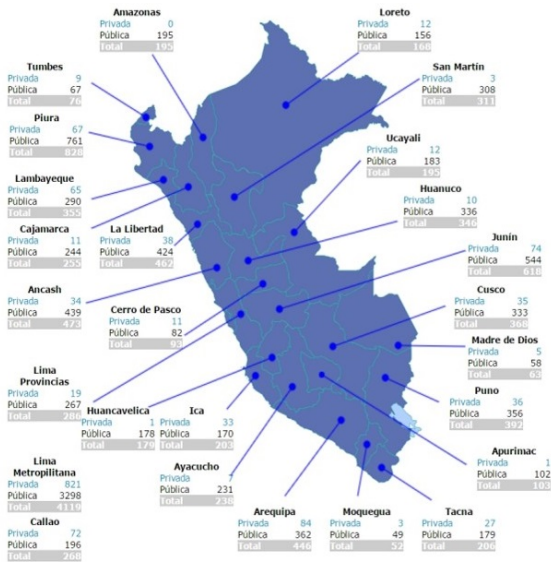 Amazonas
Privada 0
Pública 195
Total 195
Loreto
Privada 12
Pública 156
Total 168
Tumbes
Privada 9
Pública 67
Total 76
San Martín
Privada 3
Pública 308
Total 311
Piura
Privada 67
Pública 761
Total 828
Ucayali
Privada 12
Pública 183
Total 195
Lambayeque
Privada 65
Pública 290
Total 355
Huanuco
Privada 10
Pública 336
Total 346
Cajamarca
Privada 11
Pública 244
Total 255
La Libertad
Privada 38
Pública 424
Total 462
Junín
Privada 74
Pública 544
Total 618
Ancash
Privada 34
Pública 439
Total 473
Cerro de Pasco
Privada 11
Pública 82
Total 93
Cusco
Privada 35
Pública 333
Total 368
Madre de Dios
Privada 5
Pública 58
Total 63
Lima
Provincias
Privada 19
Pública 267
Total 286
Huancavelica
Privada 1
Pública 178
Total 179
Ica
Privada 33
Pública 170
Total 203
Puno
Privada 36
Pública 356
Total 392
Lima
Metropilitana
Privada 821
Pública 3298
Total 4119
Ayacucho
Privada 7
Pública 231
Total 238
Apurimac
Privada 1
Pública 102
Total 103
Callao
Privada 72
Pública 196
Total 268
Arequipa
Privada 84
Pública 362
Total 446
Moquegua
Privada 3
Pública 49
Total 52
Tacna
Privada 27
Pública 179
Total 206